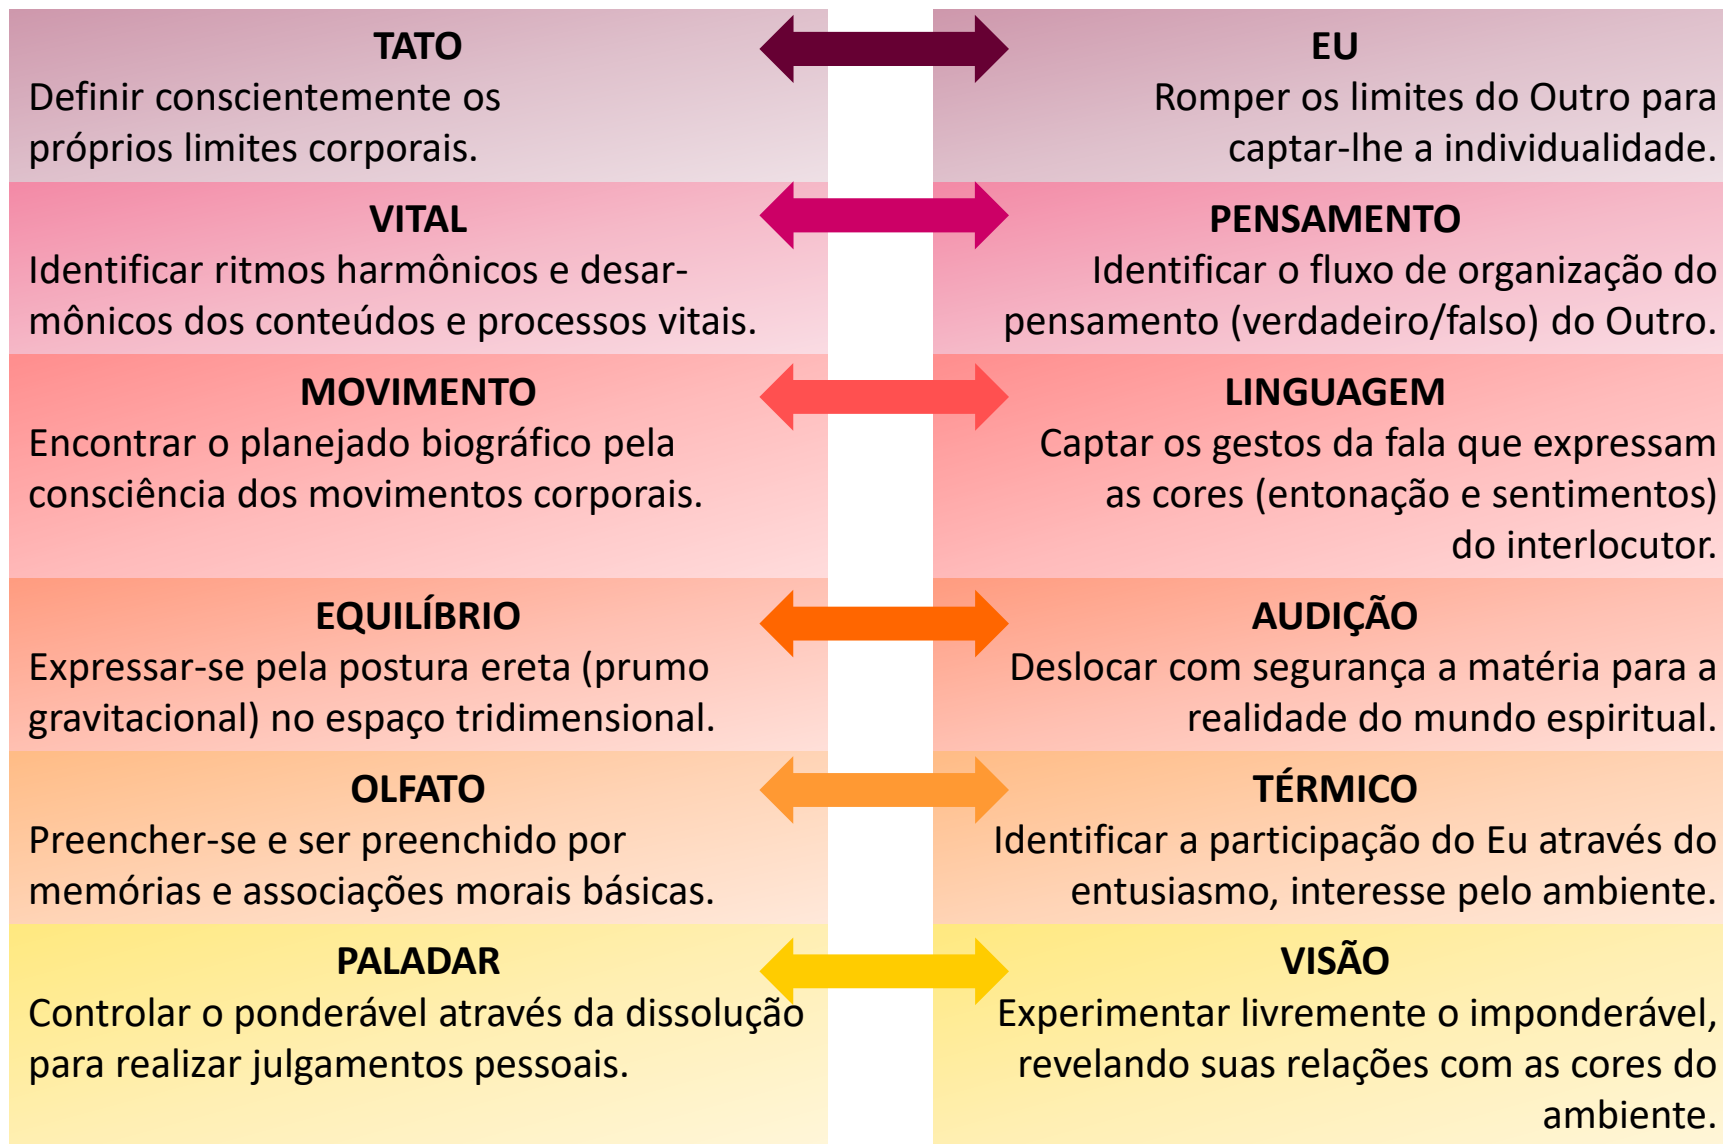 TATO
Definir conscientemente os
próprios limites corporais.
EU
Romper os limites do Outro para
captar-lhe a individualidade.
VITAL
Identificar ritmos harmônicos e desar-
mônicos dos conteúdos e processos vitais.
PENSAMENTO
Identificar o fluxo de organização do
pensamento (verdadeiro/falso) do Outro.
MOVIMENTO
Encontrar o planejado biográfico pela
consciência dos movimentos corporais.
LINGUAGEM
Captar os gestos da fala que expressam
as cores (entonação e sentimentos)
do interlocutor.
EQUILÍBRIO
Expressar-se pela postura ereta (prumo
gravitacional) no espaço tridimensional.
AUDIÇÃO
Deslocar com segurança a matéria para a
realidade do mundo espiritual.
OLFATO
Preencher-se e ser preenchido por
memórias e associações morais básicas.
TÉRMICO
Identificar a participação do Eu através do
entusiasmo, interesse pelo ambiente.
PALADAR
Controlar o ponderável através da dissolução
para realizar julgamentos pessoais.
VISÃO
Experimentar livremente o imponderável,
revelando suas relações com as cores do
ambiente.